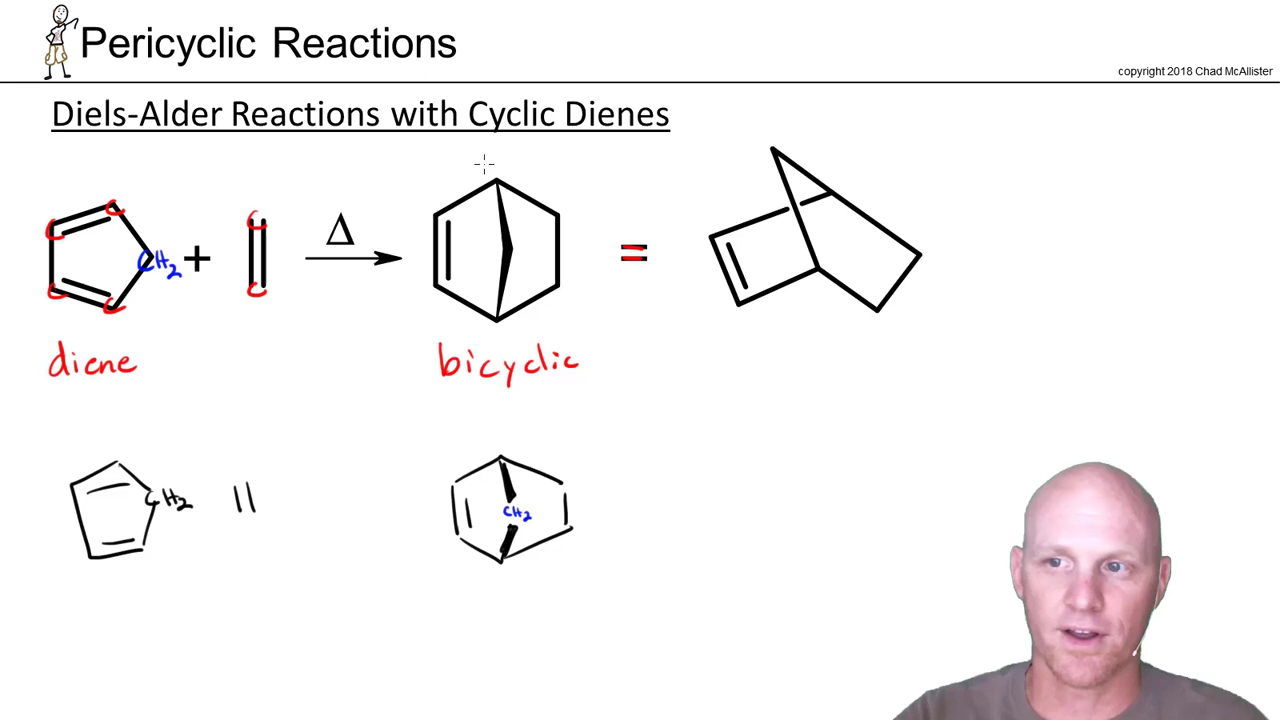 Pericyclic Reactions
copyright 2018 Chad McAllister
Diels-Alder Reactions with Cyclic Dienes
C C C C CH2 + C C Δ =
diene
bicyclic
CH2
CH2